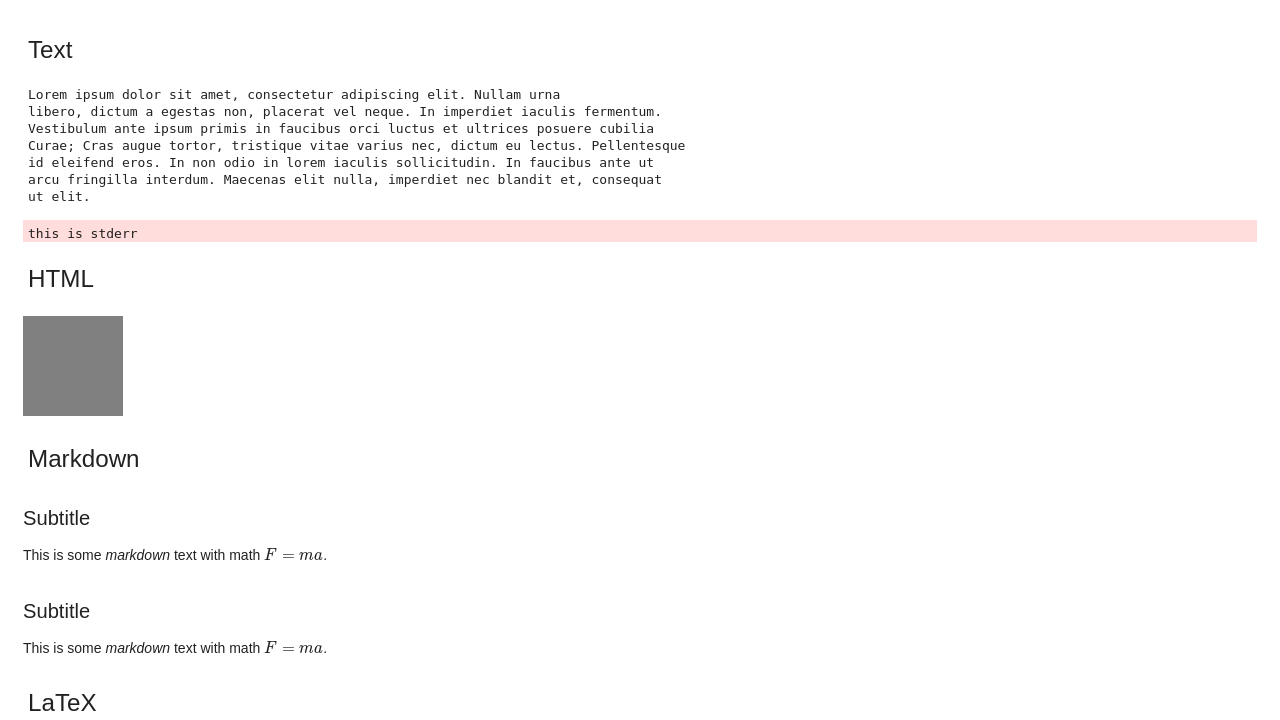 Text
Lorem ipsum dolor sit amet, consectetur adipiscing elit. Nullam urna
libero, dictum a egestas non, placerat vel neque. In imperdiet iaculis fermentum.
Vestibulum ante ipsum primis in faucibus orci luctus et ultrices posuere cubilia
Curae; Cras augue tortor, tristique vitae varius nec, dictum eu lectus. Pellentesque
id eleifend eros. In non odio in lorem iaculis sollicitudin. In faucibus ante ut
arcu fringilla interdum. Maecenas elit nulla, imperdiet nec blandit et, consequat
ut elit.
this is stderr
HTML
Markdown
Subtitle
This is some markdown text with math F = ma.
Subtitle
This is some markdown text with math F = ma.
LaTeX